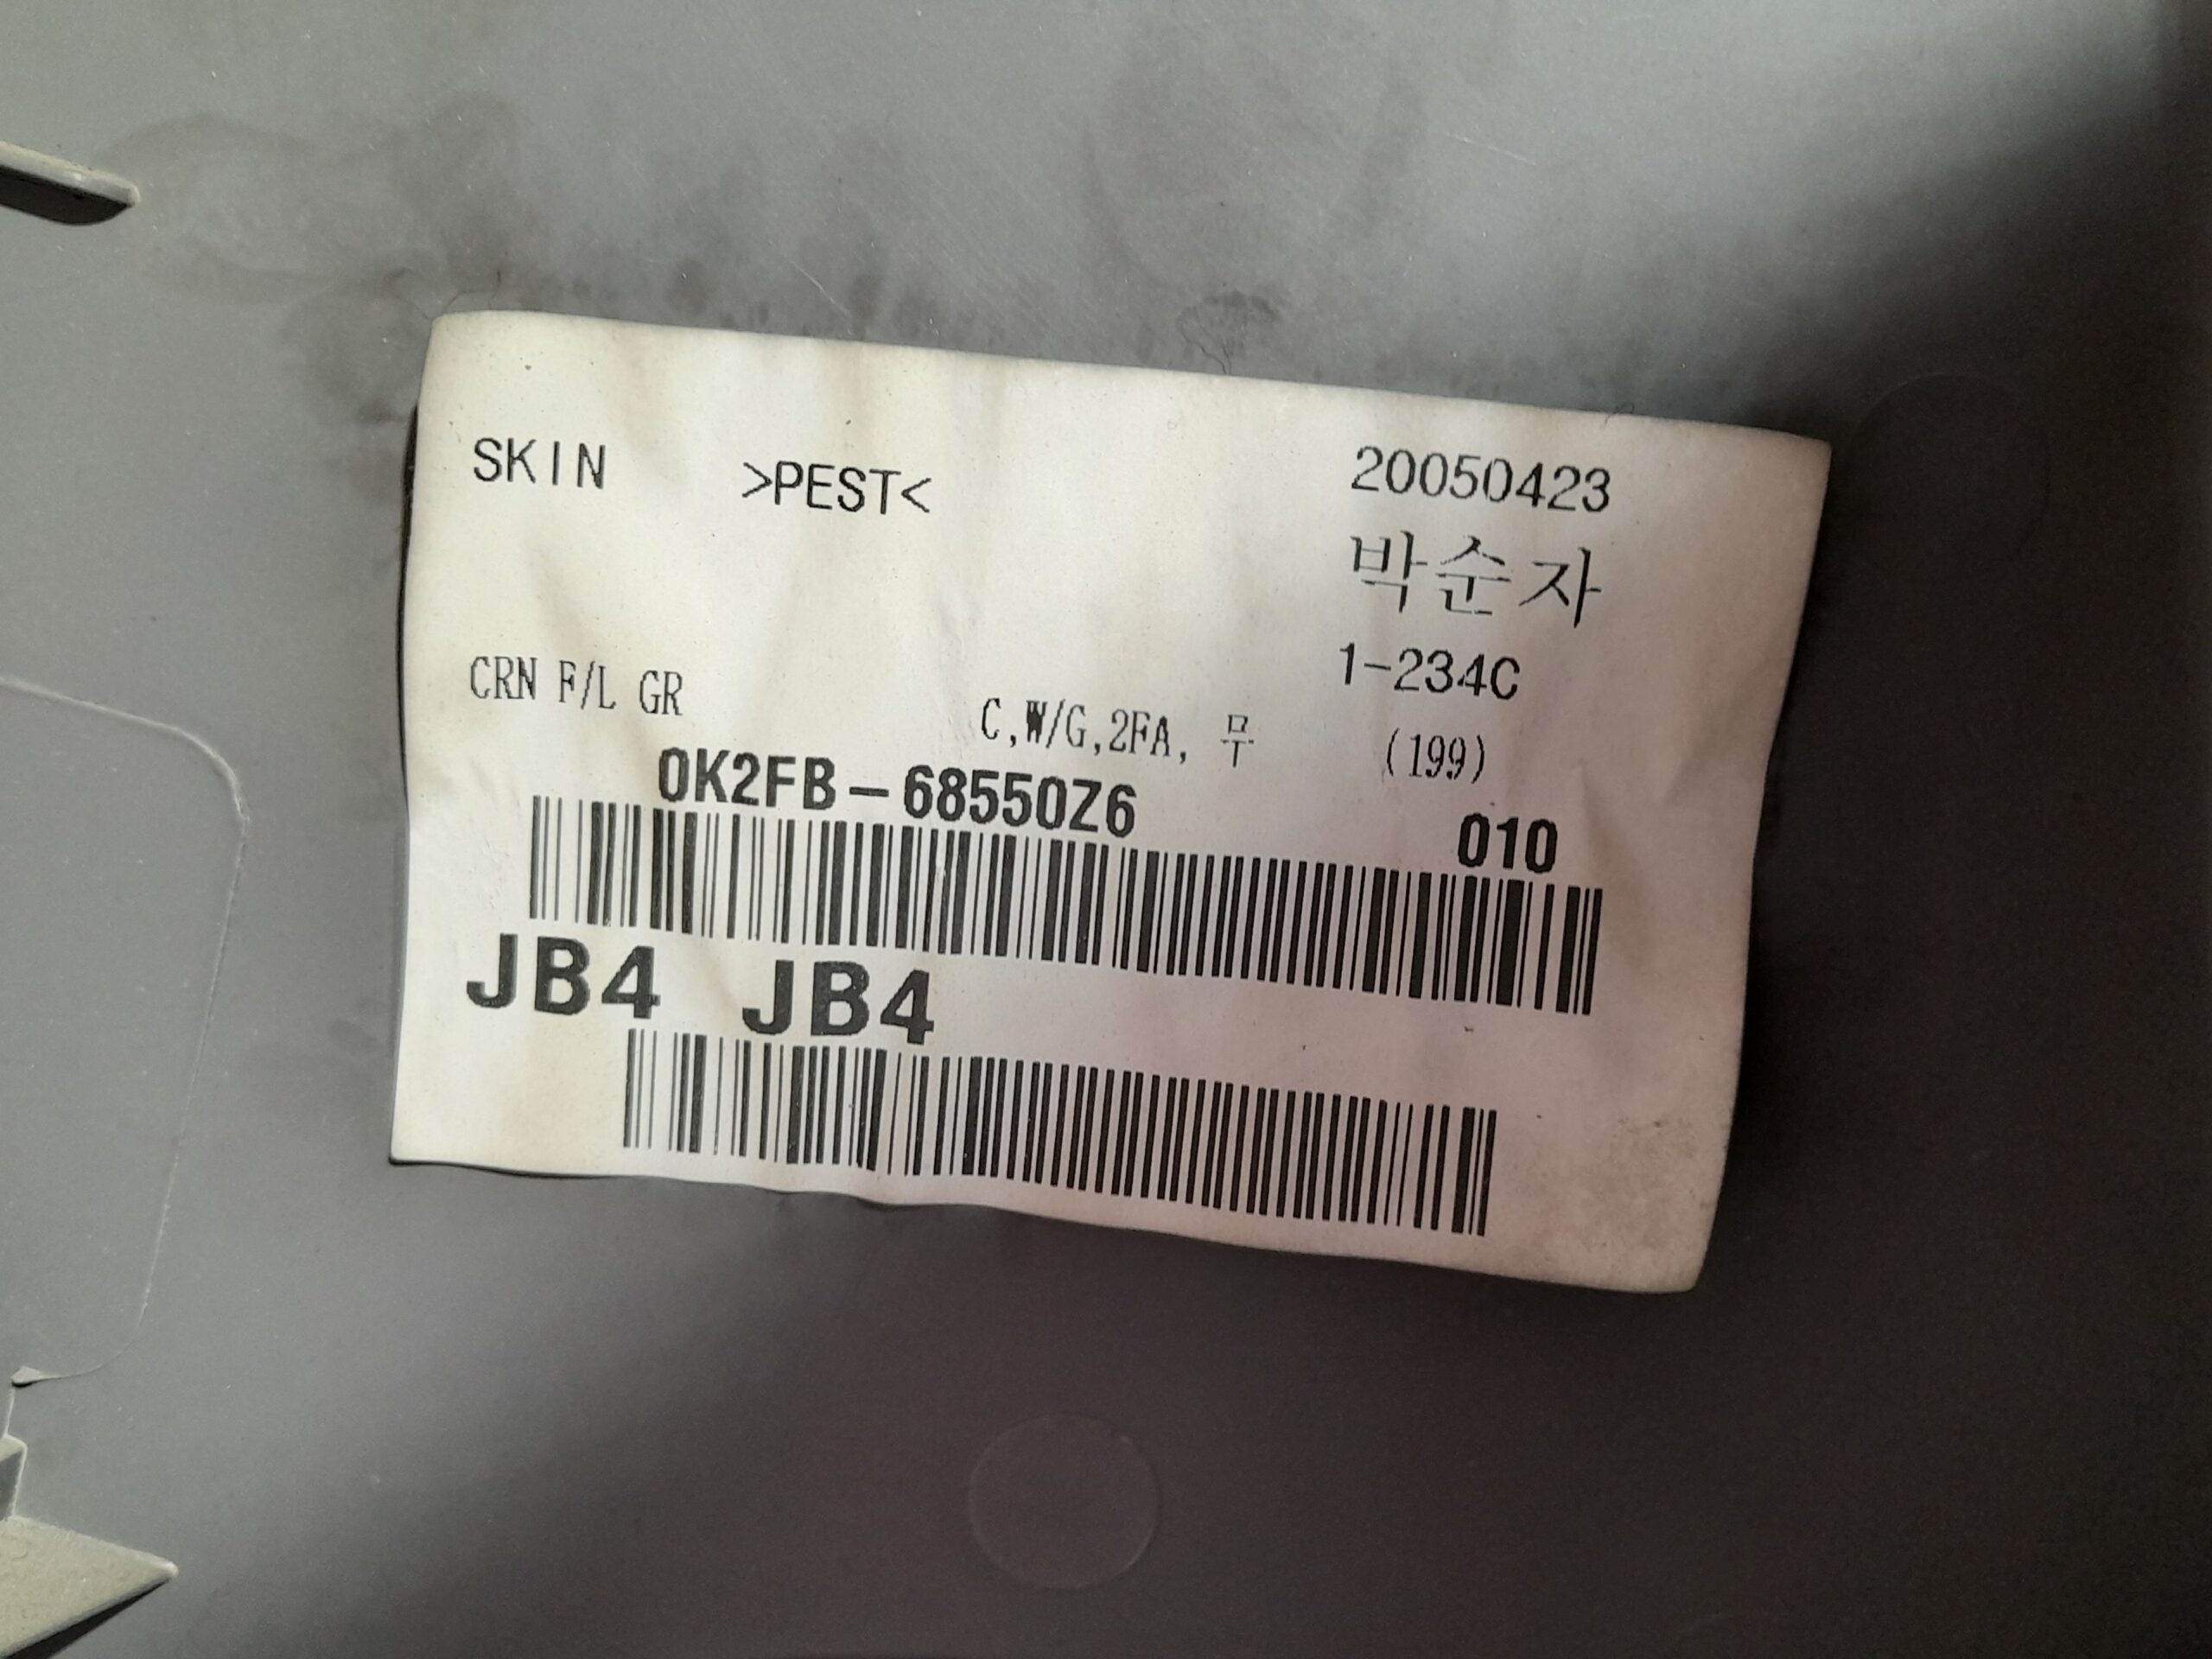 SKIN >PEST< 20050423
박순자
1-234C
CRN F/L GR C,W/G,2FA, 무 (199)
0K2FB-68550Z6 010
JB4 JB4